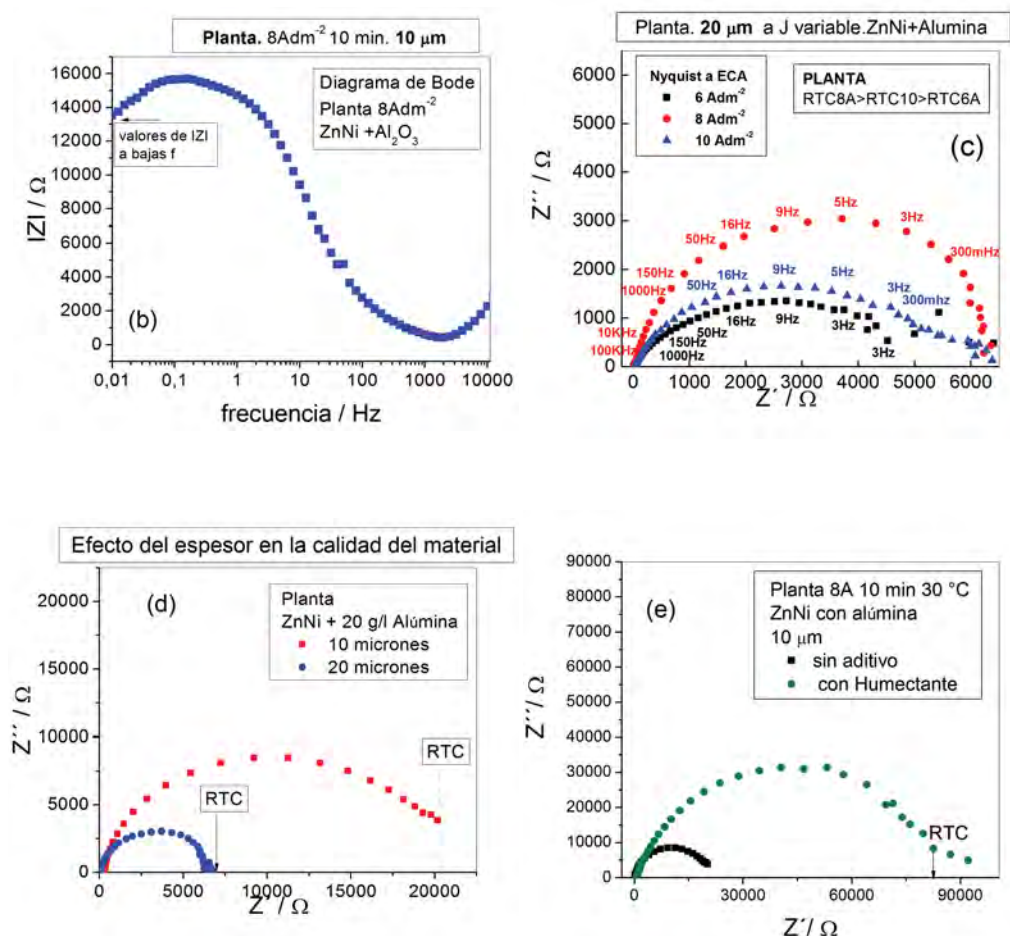 Planta. 8Adm⁻² 10 min. 10 μm
16000
14000
12000
10000
8000
6000
4000
2000
0
IZI / Ω
Diagrama de Bode
Planta 8Adm⁻²
ZnNi +Al₂O₃
valores de IZI
a bajas f
(b)
0,01 0,1 1 10 100 1000 10000
frecuencia / Hz
Planta. 20 μm a J variable.ZnNi+Alumina
6000
5000
4000
3000
2000
1000
0
Z´´ / Ω
Nyquist a ECA
6 Adm⁻²
8 Adm⁻²
10 Adm⁻²
PLANTA
RTC8A>RTC10>RTC6A
(c)
5Hz
9Hz 3Hz
16Hz
50Hz 300mHz
150Hz
1000Hz
10KHz
100KHz
9Hz
16Hz 5Hz
50Hz 3Hz
300mhz
16Hz 9Hz 3Hz
50Hz
150Hz
1000Hz
3Hz
0 1000 2000 3000 4000 5000 6000
Z´ / Ω
Efecto del espesor en la calidad del material
20000
15000
10000
5000
0
Z´´ / Ω
(d)
Planta
ZnNi + 20 g/l Alúmina
10 micrones
20 micrones
RTC
RTC
0 5000 10000 15000 20000
Z´ / Ω
90000
80000
70000
60000
50000
40000
30000
20000
10000
0
Z´´/ Ω
(e)
Planta 8A 10 min 30 °C
ZnNi con alúmina
10 μm
sin aditivo
con Humectante
RTC
0 30000 60000 90000
Z´/ Ω